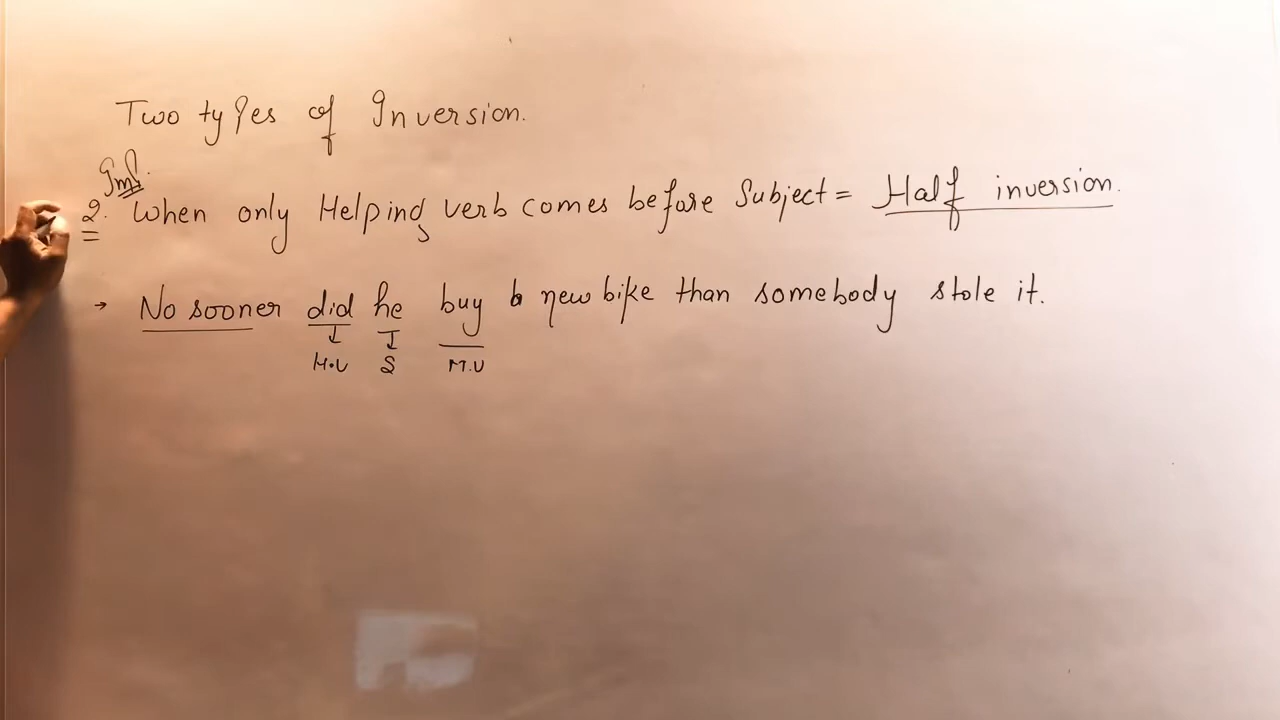 Two types of Inversion.
Imp.
2. When only Helping verb comes before Subject = Half inversion.
→ No sooner did he buy new bike than somebody stole it.
H.V S M.V